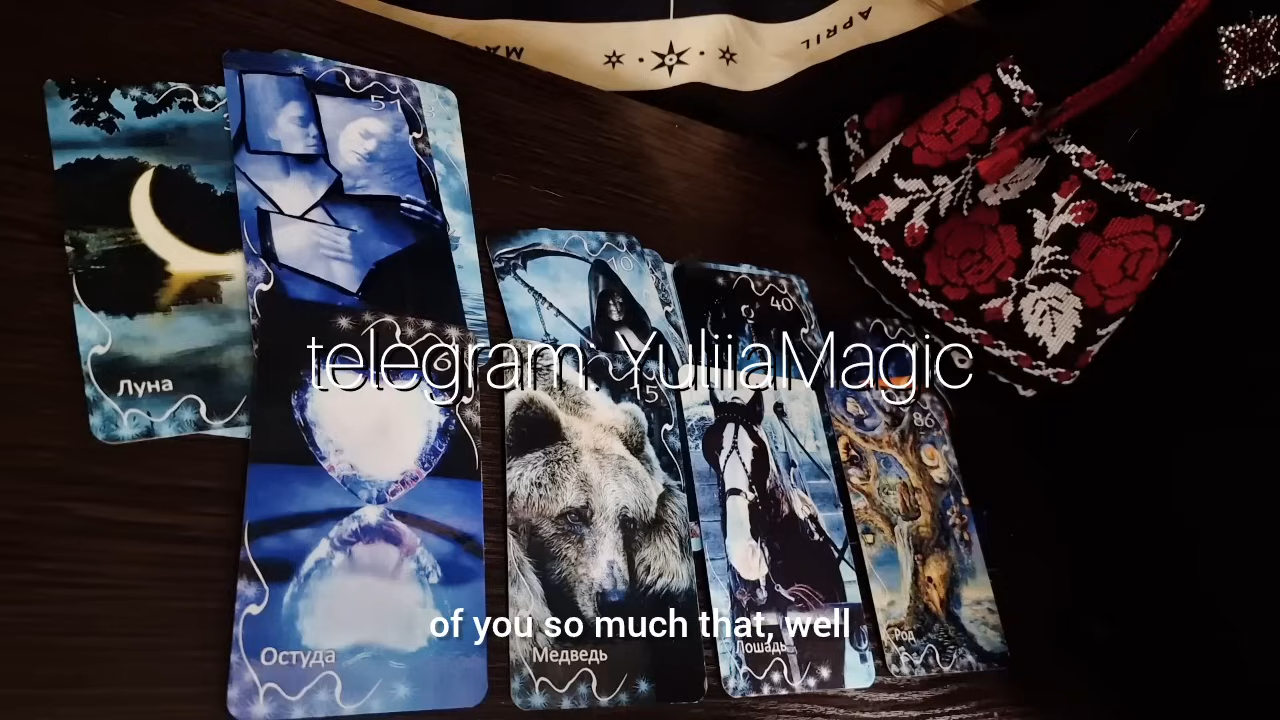 APRIL
51
10
40
6
15
86
Луна
telegram: YuliiaMagic
of you so much that, well
Остуда
Медведь
Лошадь
Род